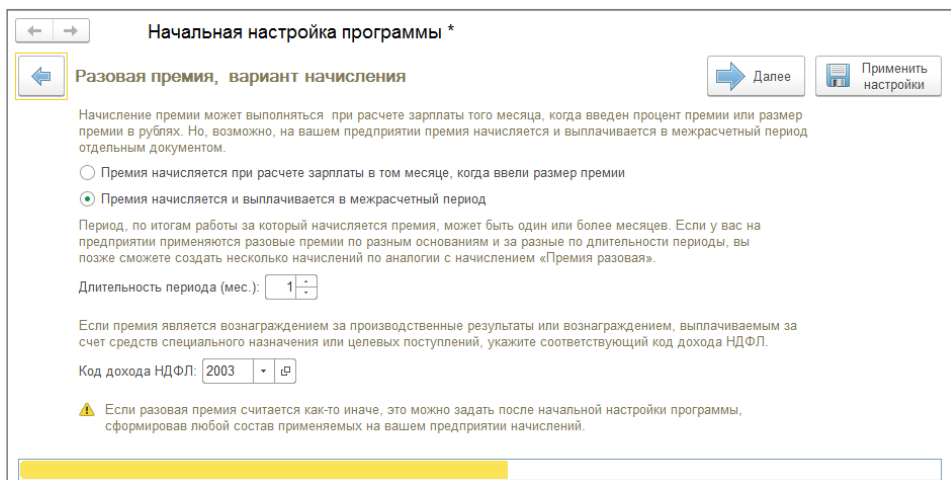 Начальная настройка программы *
Разовая премия, вариант начисления
Далее
Применить
настройки
Начисление премии может выполняться при расчете зарплаты того месяца, когда введен процент премии или размер
премии в рублях. Но, возможно, на вашем предприятии премия начисляется и выплачивается в межрасчетный период
отдельным документом.
Премия начисляется при расчете зарплаты в том месяце, когда ввели размер премии
Премия начисляется и выплачивается в межрасчетный период
Период, по итогам работы за который начисляется премия, может быть один или более месяцев. Если у вас на
предприятии применяются разовые премии по разным основаниям и за разные по длительности периоды, вы
позже сможете создать несколько начислений по аналогии с начислением «Премия разовая».
Длительность периода (мес.): 1
Если премия является вознаграждением за производственные результаты или вознаграждением, выплачиваемым за
счет средств специального назначения или целевых поступлений, укажите соответствующий код дохода НДФЛ.
Код дохода НДФЛ: 2003
Если разовая премия считается как-то иначе, это можно задать после начальной настройки программы,
сформировав любой состав применяемых на вашем предприятии начислений.